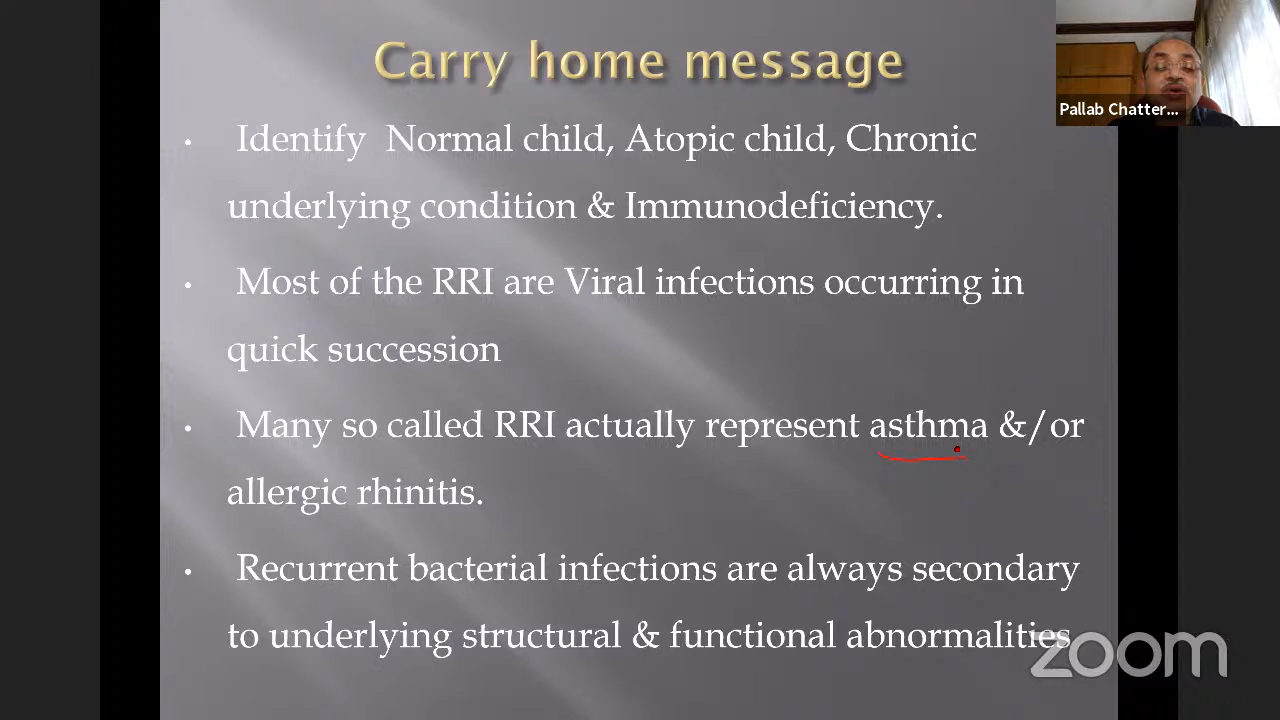 Carry home message
Pallab Chatter...
• Identify Normal child, Atopic child, Chronic
underlying condition & Immunodeficiency.
• Most of the RRI are Viral infections occurring in
quick succession
• Many so called RRI actually represent asthma &/or
allergic rhinitis.
• Recurrent bacterial infections are always secondary
to underlying structural & functional abnormalities
zoom